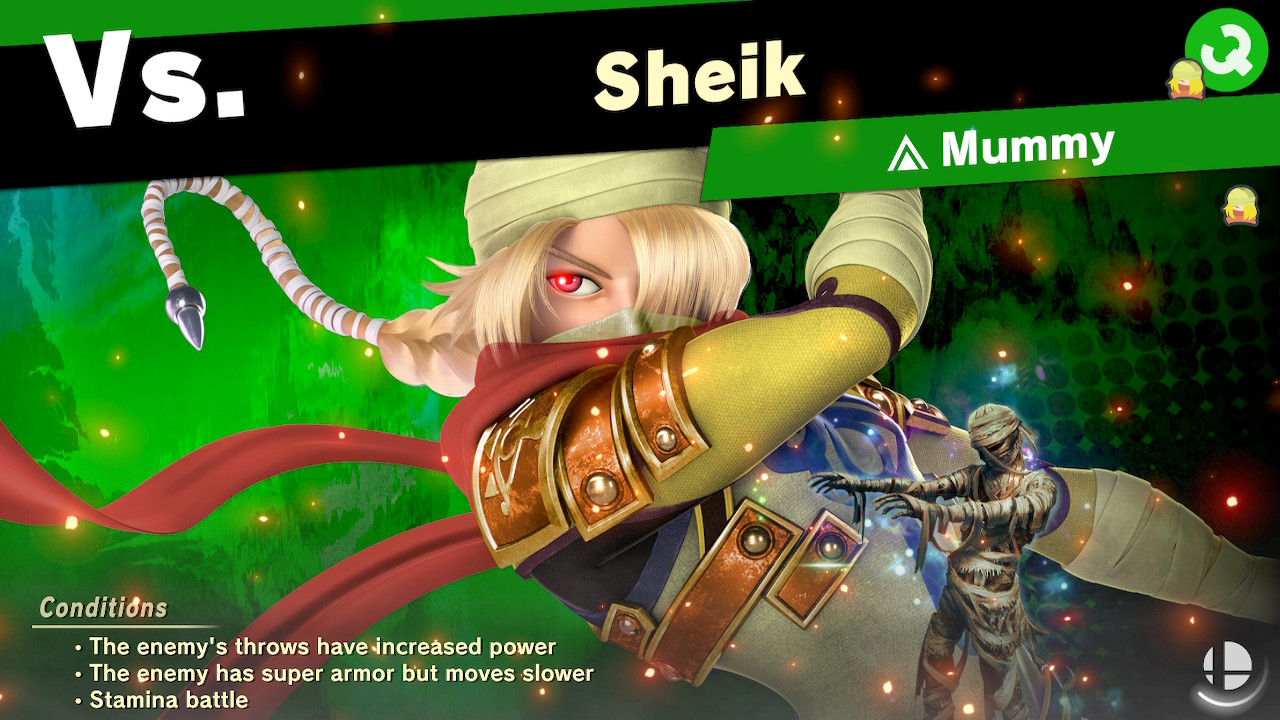 Vs.
Sheik
Mummy
Conditions
• The enemy's throws have increased power
• The enemy has super armor but moves slower
• Stamina battle